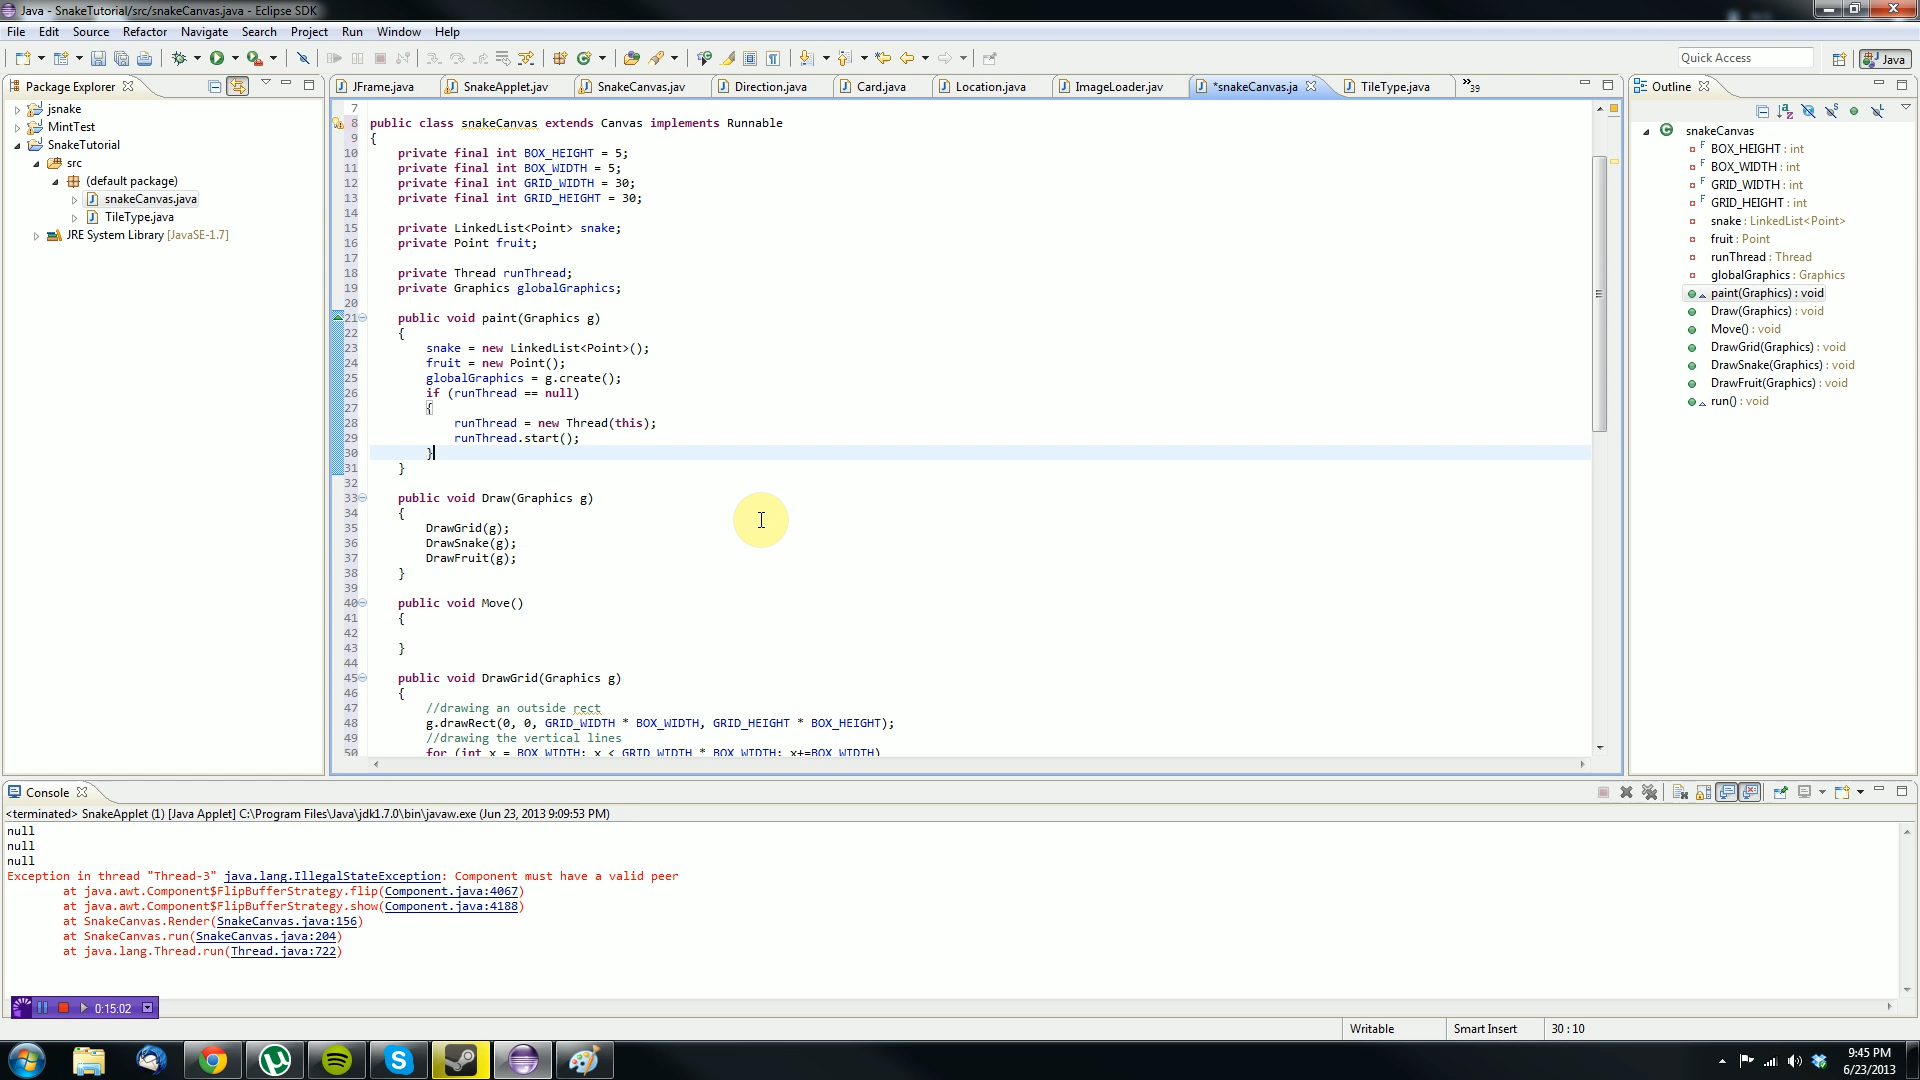 Java - SnakeTutorial/src/snakeCanvas.java - Eclipse SDK
File Edit Source Refactor Navigate Search Project Run Window Help
Quick Access
Java
Package Explorer
JFrame.java
SnakeApplet.jav
SnakeCanvas.jav
Direction.java
Card.java
Location.java
ImageLoader.jav
*snakeCanvas.ja
TileType.java
»39
Outline
jsnake
MintTest
SnakeTutorial
src
(default package)
snakeCanvas.java
TileType.java
JRE System Library [JavaSE-1.7]
7
8 public class snakeCanvas extends Canvas implements Runnable
9 {
10 private final int BOX_HEIGHT = 5;
11 private final int BOX_WIDTH = 5;
12 private final int GRID_WIDTH = 30;
13 private final int GRID_HEIGHT = 30;
14
15 private LinkedList<Point> snake;
16 private Point fruit;
17
18 private Thread runThread;
19 private Graphics globalGraphics;
20
21 public void paint(Graphics g)
22 {
23 snake = new LinkedList<Point>();
24 fruit = new Point();
25 globalGraphics = g.create();
26 if (runThread == null)
27 {
28 runThread = new Thread(this);
29 runThread.start();
30 }
31 }
32
33 public void Draw(Graphics g)
34 {
35 DrawGrid(g);
36 DrawSnake(g);
37 DrawFruit(g);
38 }
39
40 public void Move()
41 {
42
43 }
44
45 public void DrawGrid(Graphics g)
46 {
47 //drawing an outside rect
48 g.drawRect(0, 0, GRID_WIDTH * BOX_WIDTH, GRID_HEIGHT * BOX_HEIGHT);
49 //drawing the vertical lines
50 for (int x = BOX_WIDTH; x < GRID_WIDTH * BOX_WIDTH; x+=BOX_WIDTH)
snakeCanvas
BOX_HEIGHT : int
BOX_WIDTH : int
GRID_WIDTH : int
GRID_HEIGHT : int
snake : LinkedList<Point>
fruit : Point
runThread : Thread
globalGraphics : Graphics
paint(Graphics) : void
Draw(Graphics) : void
Move() : void
DrawGrid(Graphics) : void
DrawSnake(Graphics) : void
DrawFruit(Graphics) : void
run() : void
Console
<terminated> SnakeApplet (1) [Java Applet] C:\Program Files\Java\jdk1.7.0\bin\javaw.exe (Jun 23, 2013 9:09:53 PM)
null
null
null
Exception in thread "Thread-3" java.lang.IllegalStateException: Component must have a valid peer
at java.awt.Component$FlipBufferStrategy.flip(Component.java:4067)
at java.awt.Component$FlipBufferStrategy.show(Component.java:4188)
at SnakeCanvas.Render(SnakeCanvas.java:156)
at SnakeCanvas.run(SnakeCanvas.java:204)
at java.lang.Thread.run(Thread.java:722)
0:15:02
Writable
Smart Insert
30 : 10
9:45 PM
6/23/2013